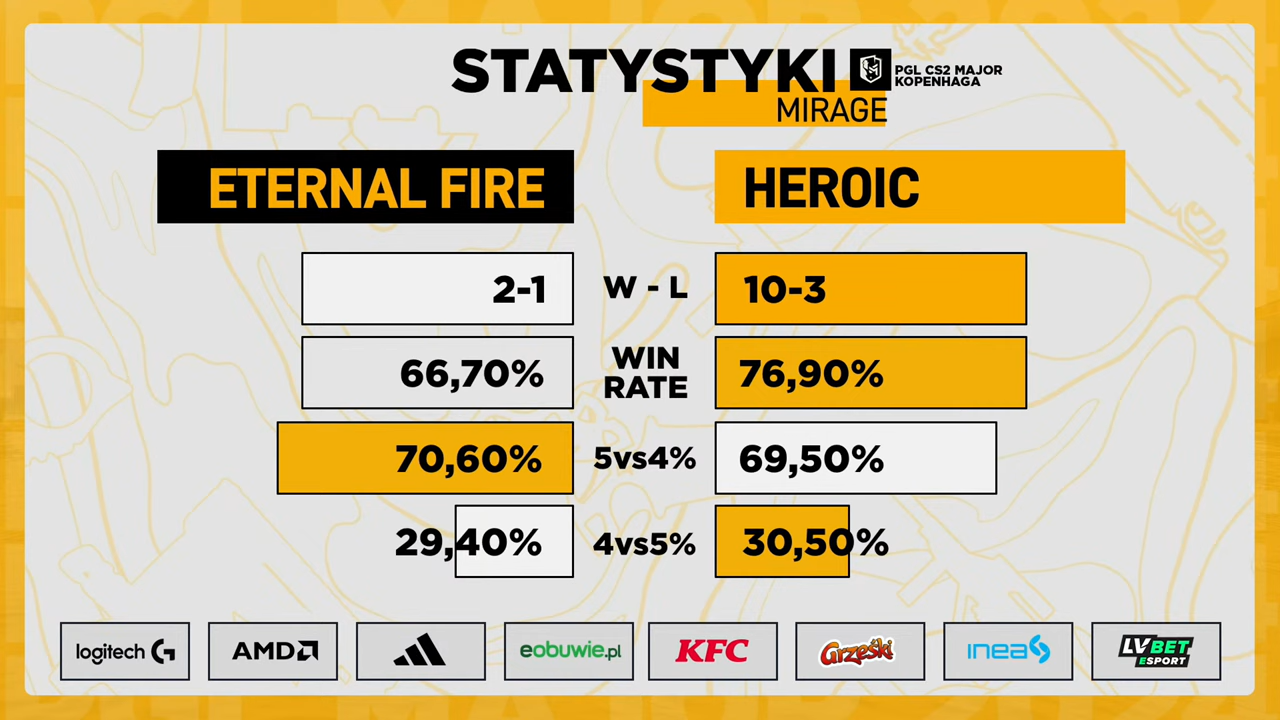 STATYSTYKI
PGL CS2 MAJOR
KOPENHAGA
MIRAGE
ETERNAL FIRE
HEROIC
2-1
W - L
10-3
66,70%
WIN
RATE
76,90%
70,60%
5vs4%
69,50%
29,40%
4vs5%
30,50%
logitech G
AMD
eobuwie.pl
KFC
Grześki
inea
LVBET
ESPORT